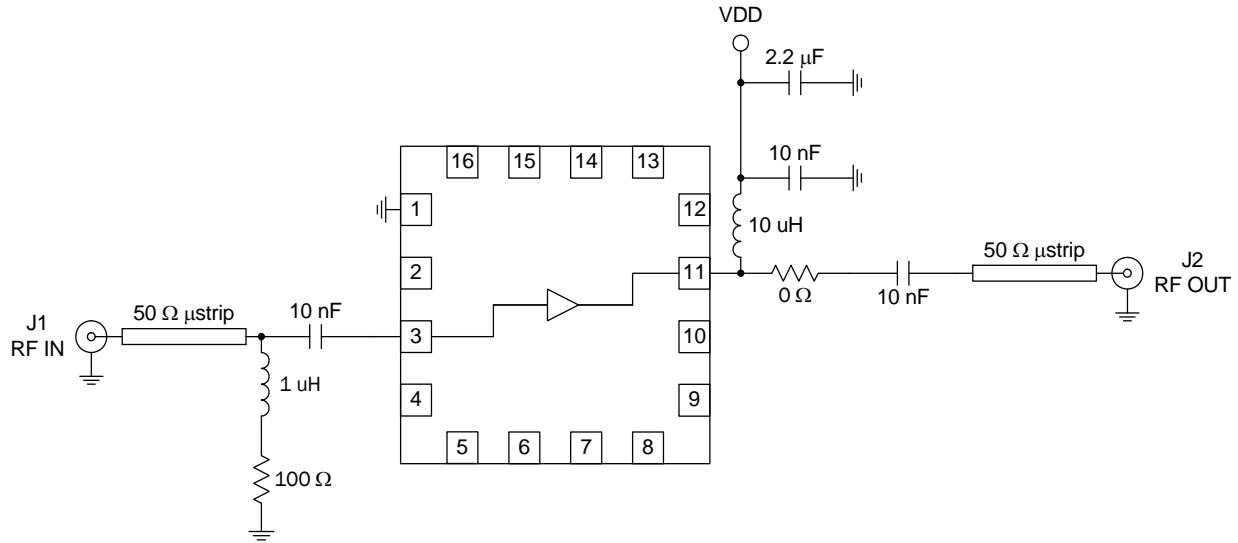 VDD
2.2 μF
10 nF
10 uH
16
15
14
13
1
12
2
11
3
10
4
9
5
6
7
8
J1
RF IN
50 Ω μstrip
10 nF
1 uH
100 Ω
0 Ω
10 nF
50 Ω μstrip
J2
RF OUT